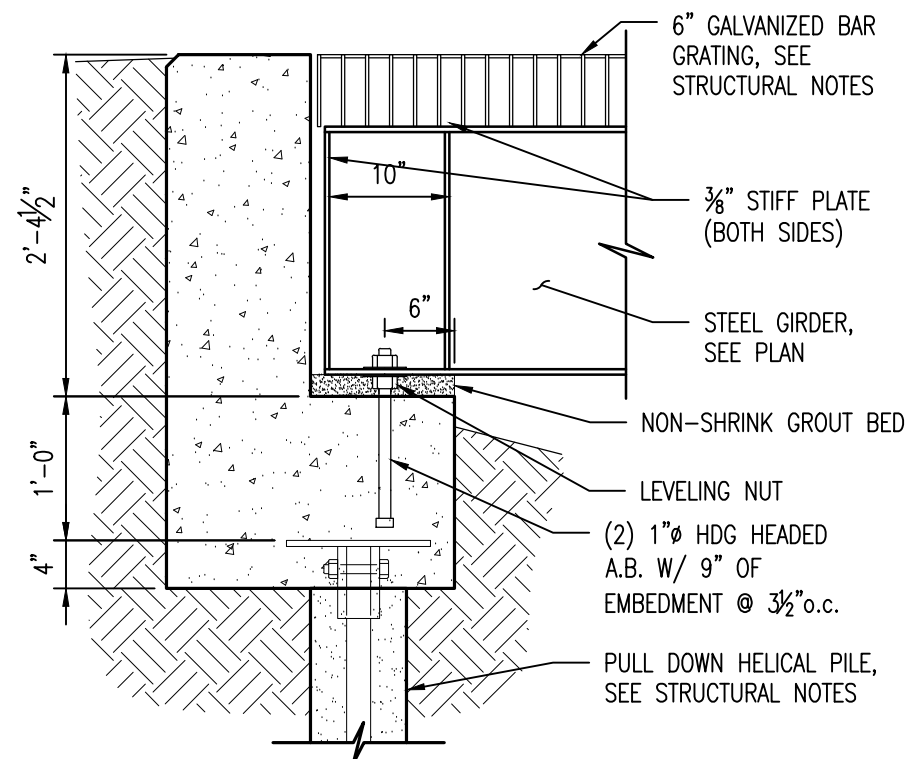 6" GALVANIZED BAR
GRATING, SEE
STRUCTURAL NOTES
10"
2'-4½"
⅜" STIFF PLATE
(BOTH SIDES)
6"
STEEL GIRDER,
SEE PLAN
NON-SHRINK GROUT BED
1'-0"
LEVELING NUT
(2) 1"ø HDG HEADED
A.B. W/ 9" OF
EMBEDMENT @ 3½"o.c.
4"
PULL DOWN HELICAL PILE,
SEE STRUCTURAL NOTES